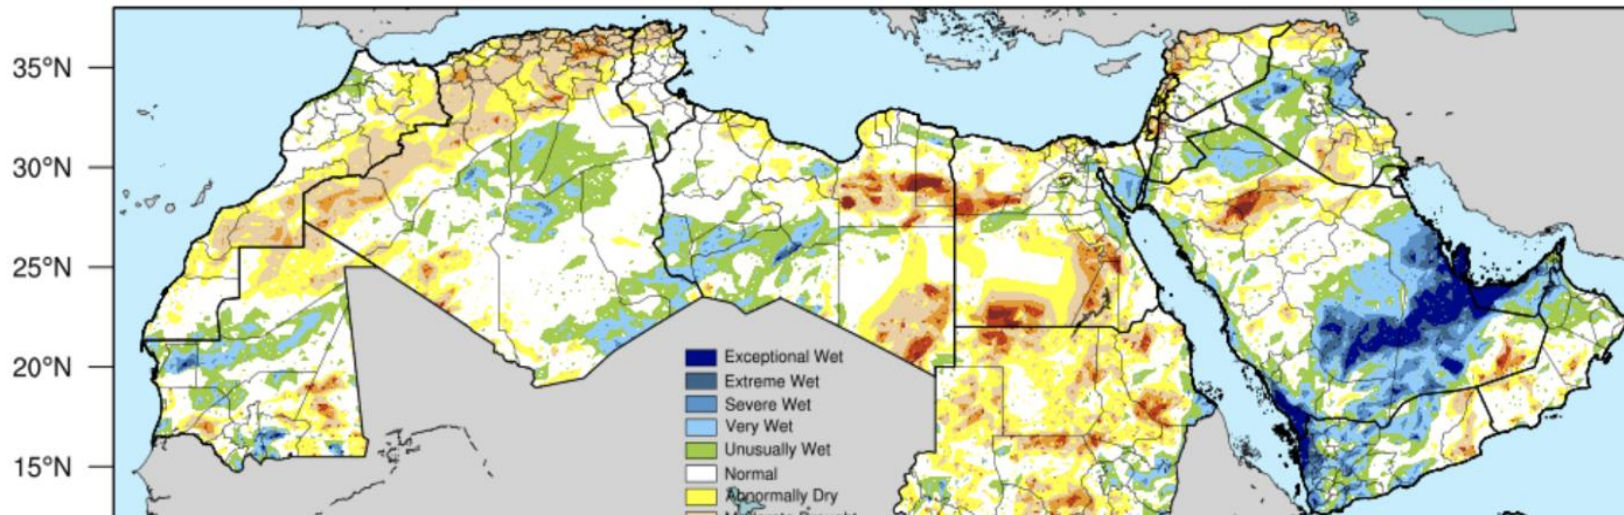 35°N
30°N
25°N
20°N
15°N
Exceptional Wet
Extreme Wet
Severe Wet
Very Wet
Unusually Wet
Normal
Abnormally Dry